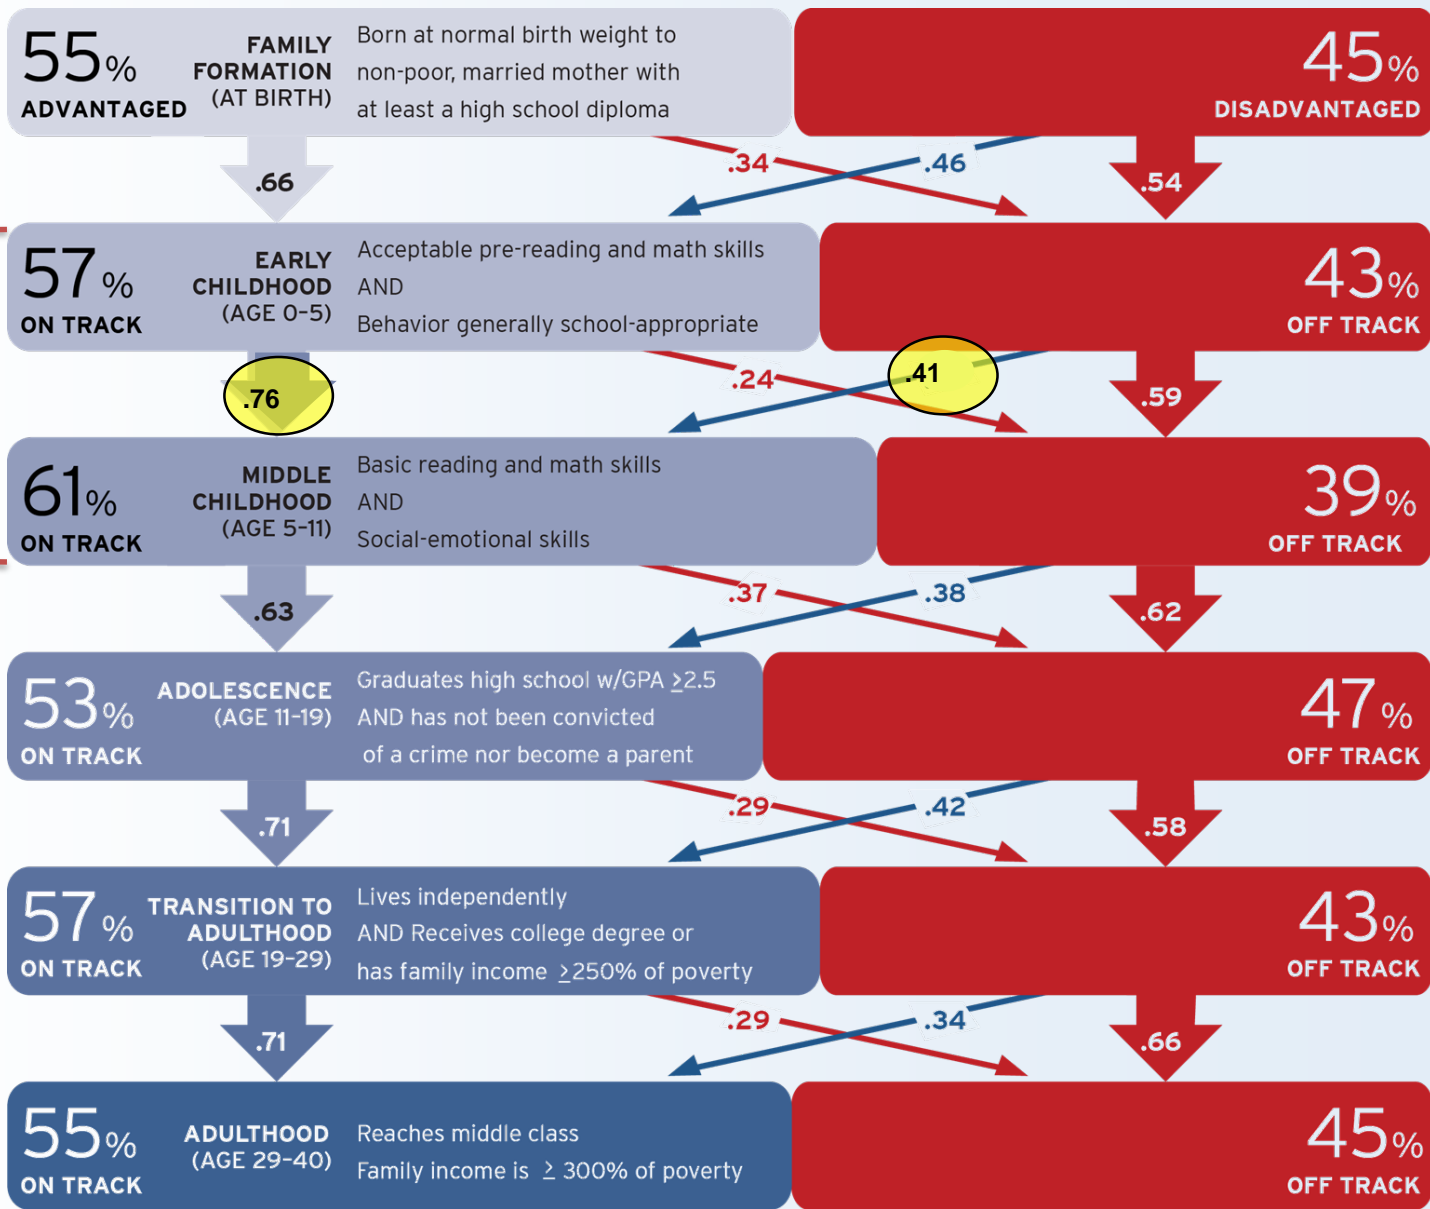 55%
ADVANTAGED
FAMILY
FORMATION
(AT BIRTH)
Born at normal birth weight to
non-poor, married mother with
at least a high school diploma
45%
DISADVANTAGED
.66
.34
.46
.54
57%
ON TRACK
EARLY
CHILDHOOD
(AGE 0–5)
Acceptable pre-reading and math skills
AND
Behavior generally school-appropriate
43%
OFF TRACK
.76
.24
.41
.59
61%
ON TRACK
MIDDLE
CHILDHOOD
(AGE 5–11)
Basic reading and math skills
AND
Social-emotional skills
39%
OFF TRACK
.63
.37
.38
.62
53%
ON TRACK
ADOLESCENCE
(AGE 11–19)
Graduates high school w/GPA ≥2.5
AND has not been convicted
of a crime nor become a parent
47%
OFF TRACK
.71
.29
.42
.58
57%
ON TRACK
TRANSITION TO
ADULTHOOD
(AGE 19–29)
Lives independently
AND Receives college degree or
has family income ≥250% of poverty
43%
OFF TRACK
.71
.29
.34
.66
55%
ON TRACK
ADULTHOOD
(AGE 29–40)
Reaches middle class
Family income is ≥ 300% of poverty
45%
OFF TRACK